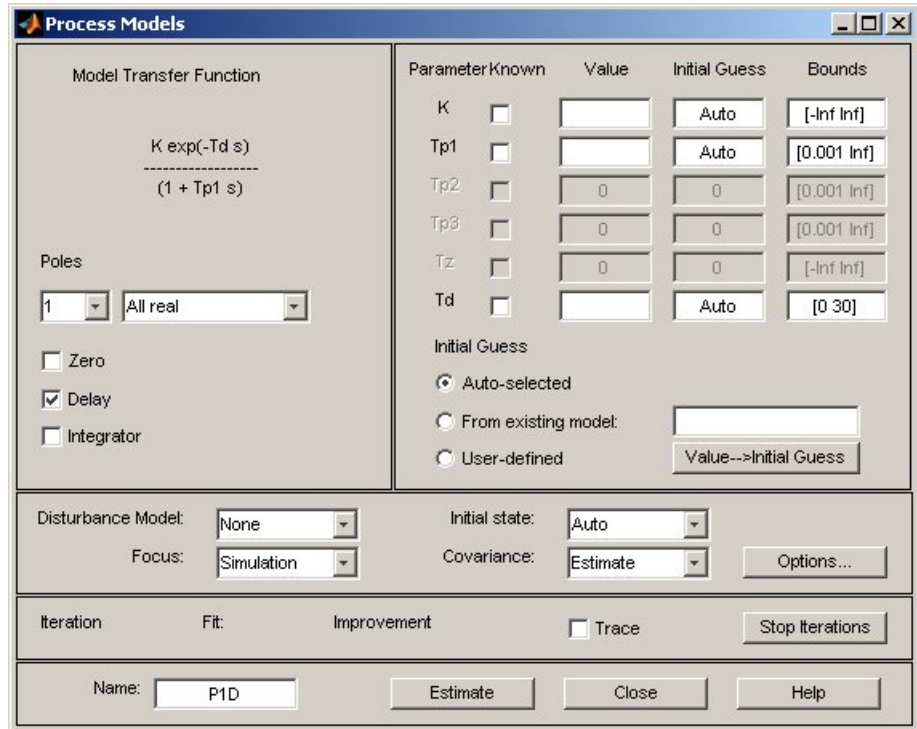 Process Models
Model Transfer Function
K exp(-Td s)
-----------------
(1 + Tp1 s)
Poles
1 All real
Zero
Delay
Integrator
Parameter Known Value Initial Guess Bounds
K Auto [-Inf Inf]
Tp1 Auto [0.001 Inf]
Tp2 0 0 [0.001 Inf]
Tp3 0 0 [0.001 Inf]
Tz 0 0 [-Inf Inf]
Td Auto [0 30]
Initial Guess
Auto-selected
From existing model:
User-defined Value-->Initial Guess
Disturbance Model: None Initial state: Auto
Focus: Simulation Covariance: Estimate Options...
Iteration Fit: Improvement Trace Stop Iterations
Name: P1D Estimate Close Help